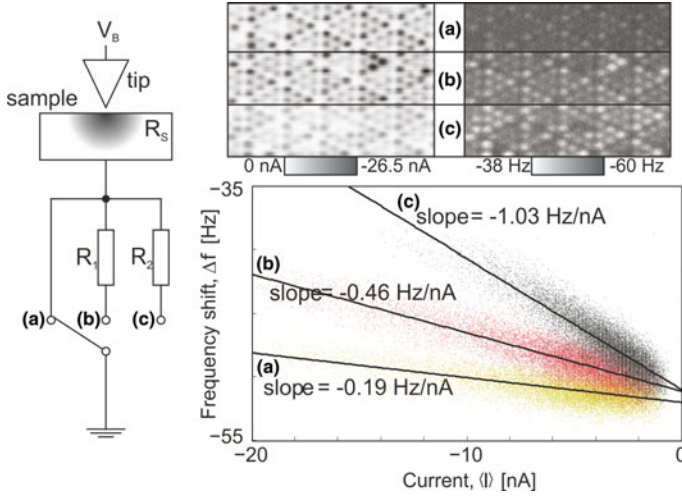 V_B
tip
sample
R_S
R_1
R_2
(a)
(b)
(c)
(a)
(b)
(c)
0 nA
-26.5 nA
-38 Hz
-60 Hz
−35
(c)
slope = -1.03 Hz/nA
(b)
slope= -0.46 Hz/nA
(a)
slope = -0.19 Hz/nA
Frequency shift, Δf [Hz]
−55
−20
−10
0
Current, ⟨I⟩ [nA]